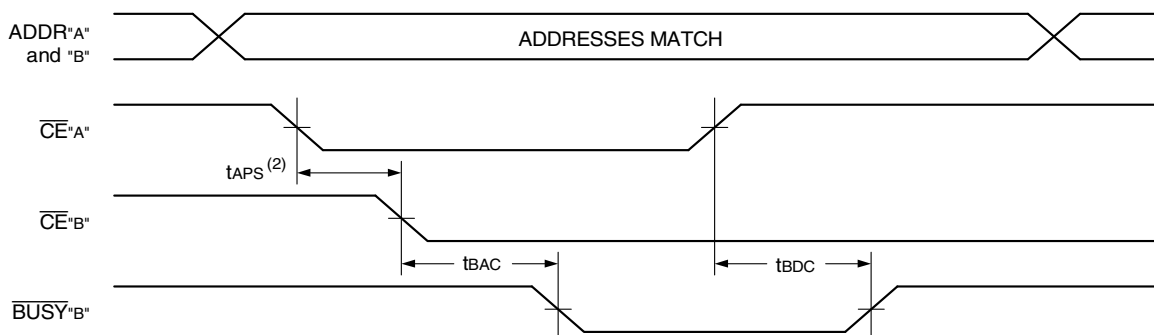 ADDR"A"
and "B"
ADDRESSES MATCH
CE"A"
tAPS (2)
CE"B"
tBAC
tBDC
BUSY"B"